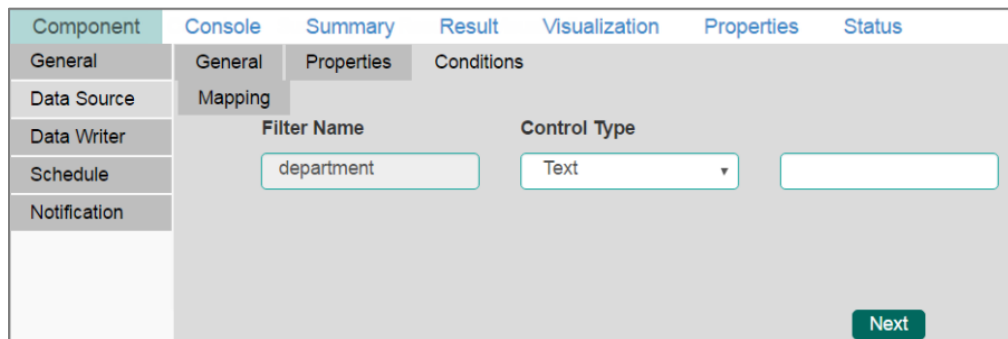 Component Console Summary Result Visualization Properties Status
General General Properties Conditions
Data Source Mapping
Data Writer Filter Name Control Type
Schedule department Text
Notification
Next